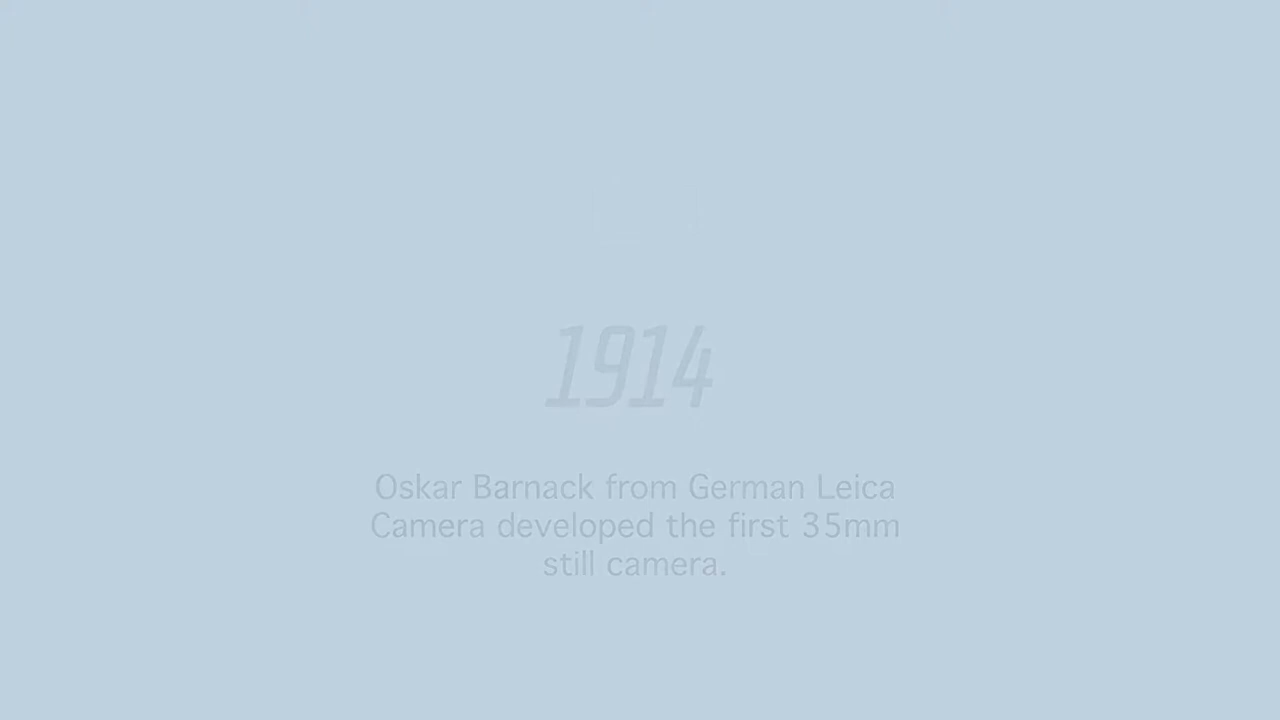 1914
Oskar Barnack from German Leica
Camera developed the first 35mm
still camera.